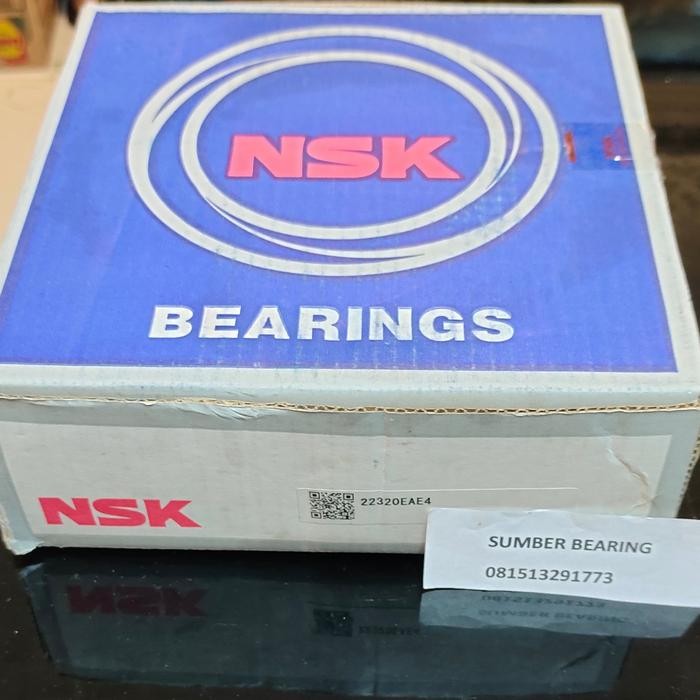 NSK
BEARINGS
NSK
22320EAE4
SUMBER BEARING
081513291773